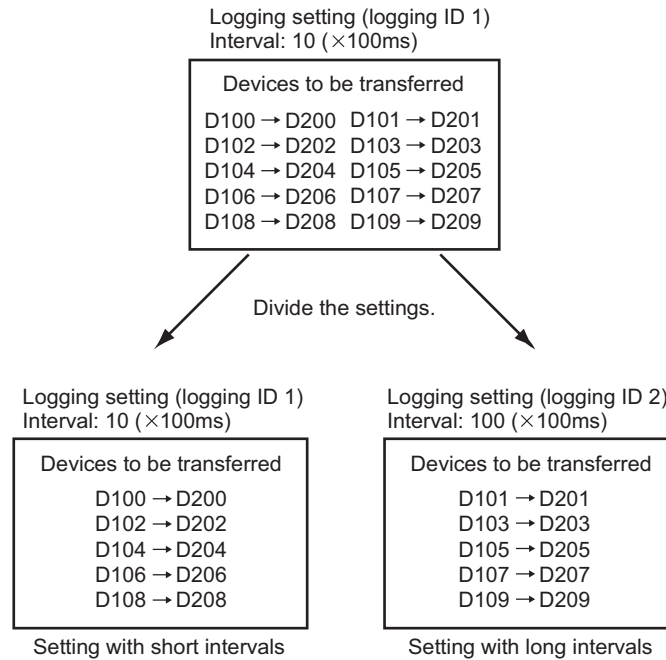 Logging setting (logging ID 1)
Interval: 10 (×100ms)
Devices to be transferred
D100 → D200 D101 → D201
D102 → D202 D103 → D203
D104 → D204 D105 → D205
D106 → D206 D107 → D207
D108 → D208 D109 → D209
Divide the settings.
Logging setting (logging ID 1)
Interval: 10 (×100ms)
Devices to be transferred
D100 → D200
D102 → D202
D104 → D204
D106 → D206
D108 → D208
Setting with short intervals
Logging setting (logging ID 2)
Interval: 100 (×100ms)
Devices to be transferred
D101 → D201
D103 → D203
D105 → D205
D107 → D207
D109 → D209
Setting with long intervals